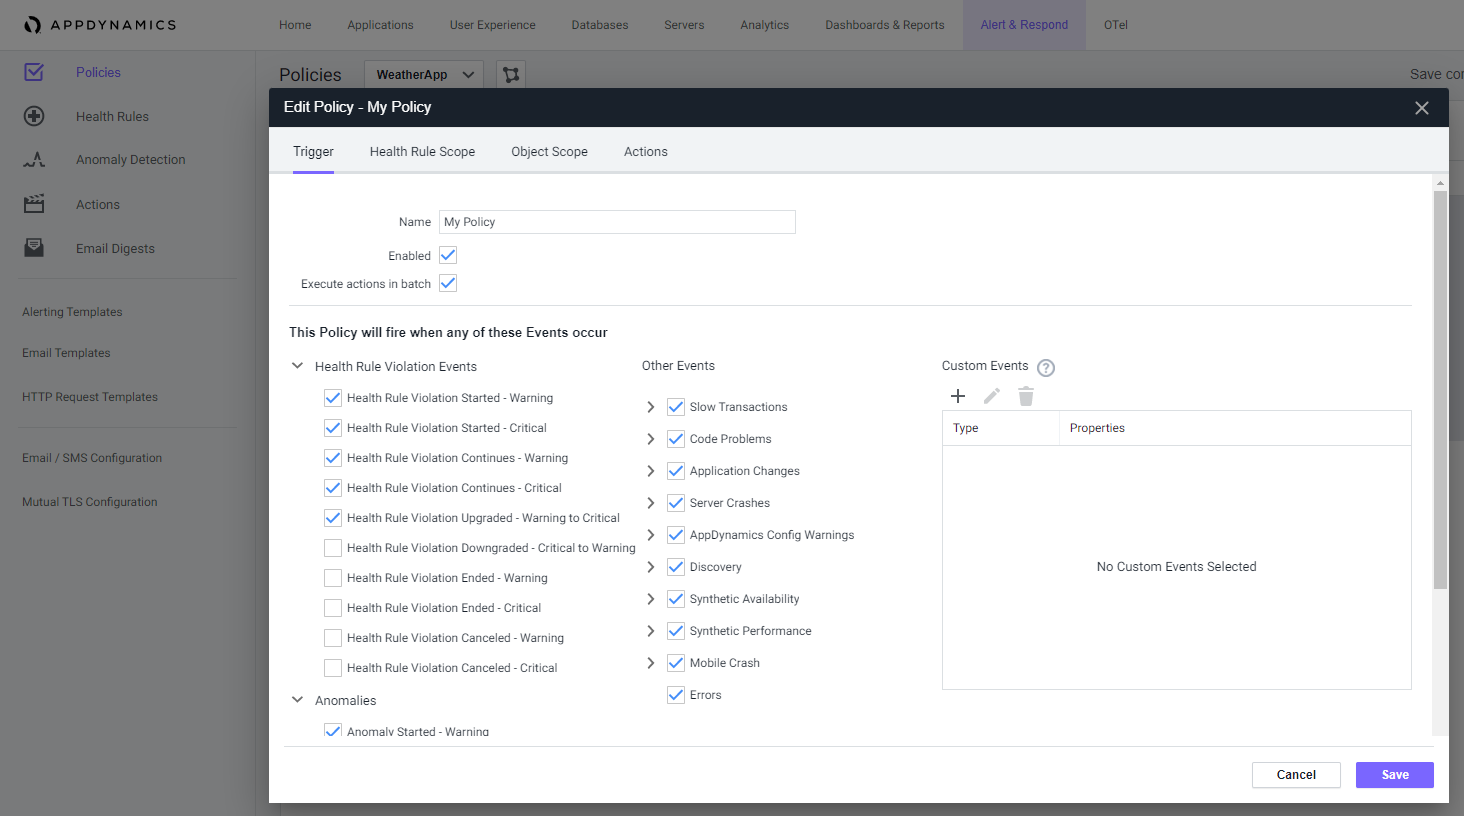 APPDYNAMICS
Home Applications User Experience Databases Servers Analytics Dashboards & Reports Alert & Respond OTel
Policies
Health Rules
Anomaly Detection
Actions
Email Digests
Alerting Templates
Email Templates
HTTP Request Templates
Email / SMS Configuration
Mutual TLS Configuration
Policies WeatherApp
Save cor
Edit Policy - My Policy
Trigger Health Rule Scope Object Scope Actions
Name My Policy
Enabled
Execute actions in batch
This Policy will fire when any of these Events occur
Health Rule Violation Events
Health Rule Violation Started - Warning
Health Rule Violation Started - Critical
Health Rule Violation Continues - Warning
Health Rule Violation Continues - Critical
Health Rule Violation Upgraded - Warning to Critical
Health Rule Violation Downgraded - Critical to Warning
Health Rule Violation Ended - Warning
Health Rule Violation Ended - Critical
Health Rule Violation Canceled - Warning
Health Rule Violation Canceled - Critical
Anomalies
Anomaly Started - Warning
Other Events
Slow Transactions
Code Problems
Application Changes
Server Crashes
AppDynamics Config Warnings
Discovery
Synthetic Availability
Synthetic Performance
Mobile Crash
Errors
Custom Events ?
Type Properties
No Custom Events Selected
Cancel Save